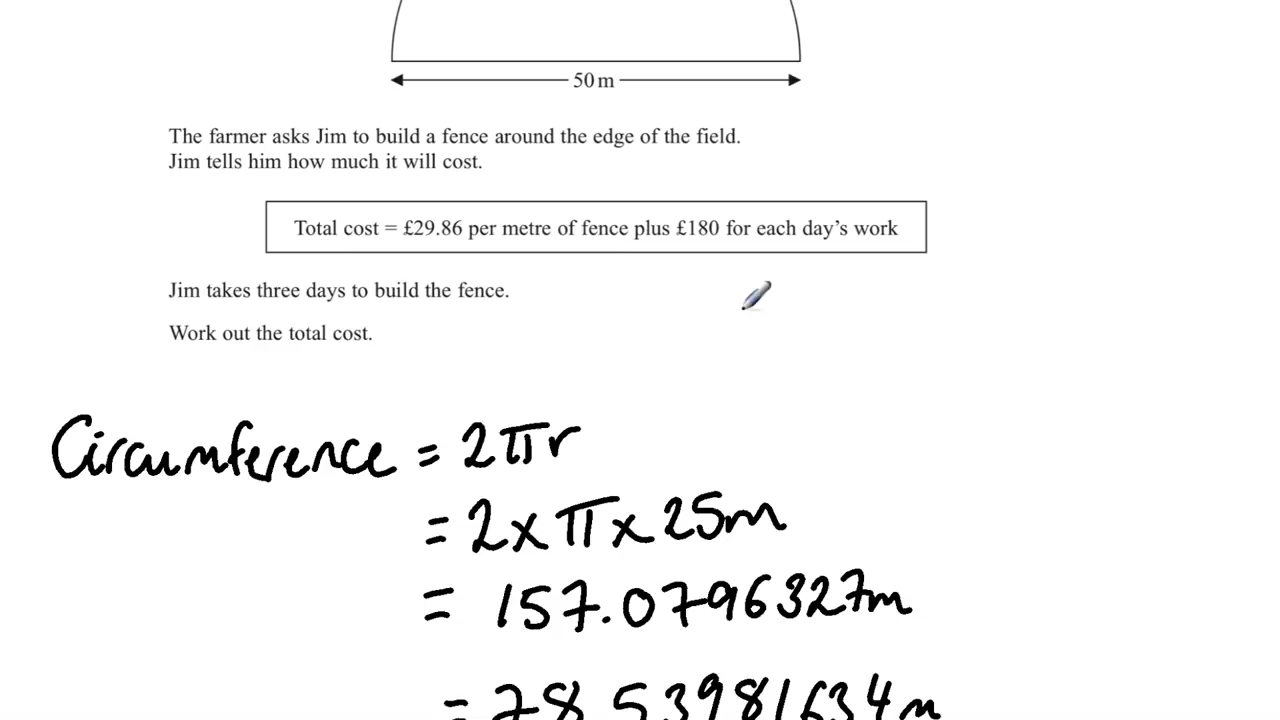 50 m
The farmer asks Jim to build a fence around the edge of the field.
Jim tells him how much it will cost.
Total cost = £29.86 per metre of fence plus £180 for each day’s work
Jim takes three days to build the fence.
Work out the total cost.
Circumference = 2πr
= 2 x π x 25m
= 157.0796327m
= 78.53981634m